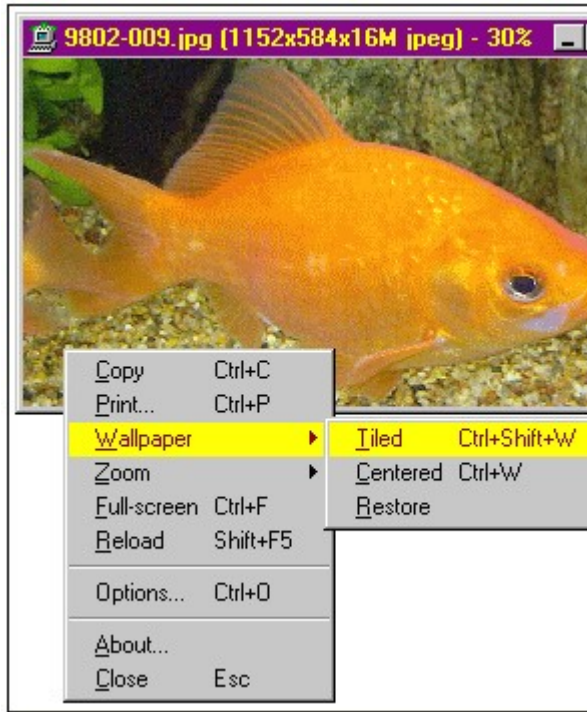 9802-009.jpg (1152x584x16M jpeg) - 30%
Copy Ctrl+C
Print... Ctrl+P
Wallpaper
Tiled Ctrl+Shift+W
Zoom
Centered Ctrl+W
Full-screen Ctrl+F
Restore
Reload Shift+F5
Options... Ctrl+O
About...
Close Esc